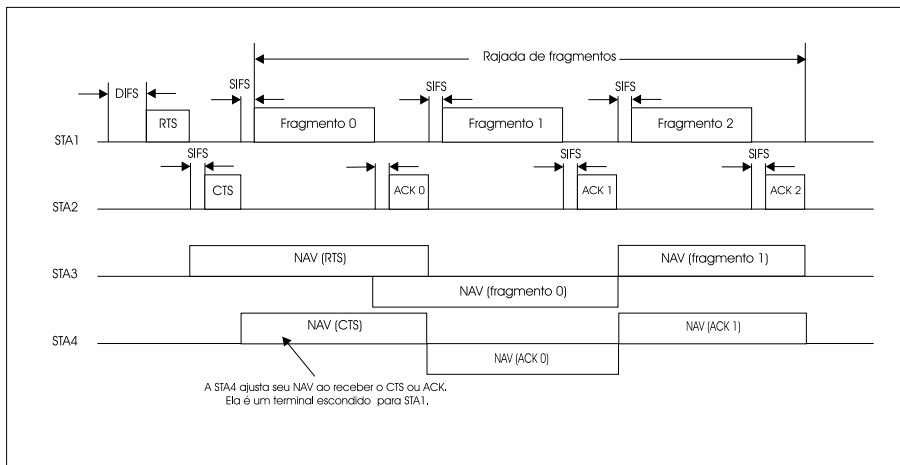 Rajada de fragmentos
DIFS
SIFS
SIFS
SIFS
RTS
Fragmento 0
Fragmento 1
Fragmento 2
STA1
SIFS
SIFS
SIFS
CTS
ACK 0
ACK 1
ACK 2
STA2
NAV (RTS)
NAV (fragmento 1)
STA3
NAV (fragmento 0)
NAV (CTS)
NAV (ACK 1)
STA4
NAV (ACK 0)
A STA4 ajusta seu NAV ao receber o CTS ou ACK.
Ela é um terminal escondido para STA1.